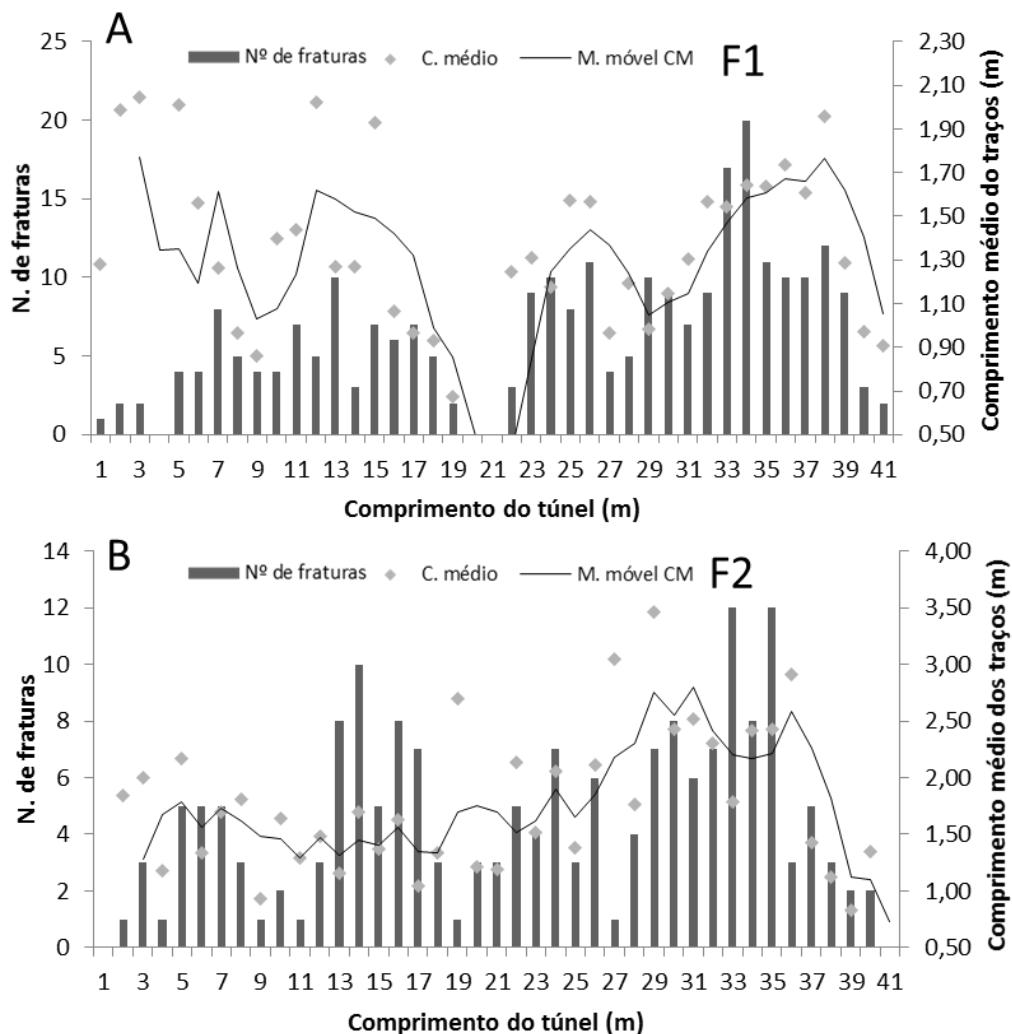 A
F1
Nº de fraturas
C. médio
M. móvel CM
N. de fraturas
25
20
15
10
5
0
2,30
2,10
1,90
1,70
1,50
1,30
1,10
0,90
0,70
0,50
Comprimento médio do traços (m)
1 3 5 7 9 11 13 15 17 19 21 23 25 27 29 31 33 35 37 39 41
Comprimento do túnel (m)
B
F2
Nº de fraturas
C. médio
M. móvel CM
N. de fraturas
14
12
10
8
6
4
2
0
4,00
3,50
3,00
2,50
2,00
1,50
1,00
0,50
Comprimento médio dos traços (m)
1 3 5 7 9 11 13 15 17 19 21 23 25 27 29 31 33 35 37 39 41
Comprimento do túnel (m)